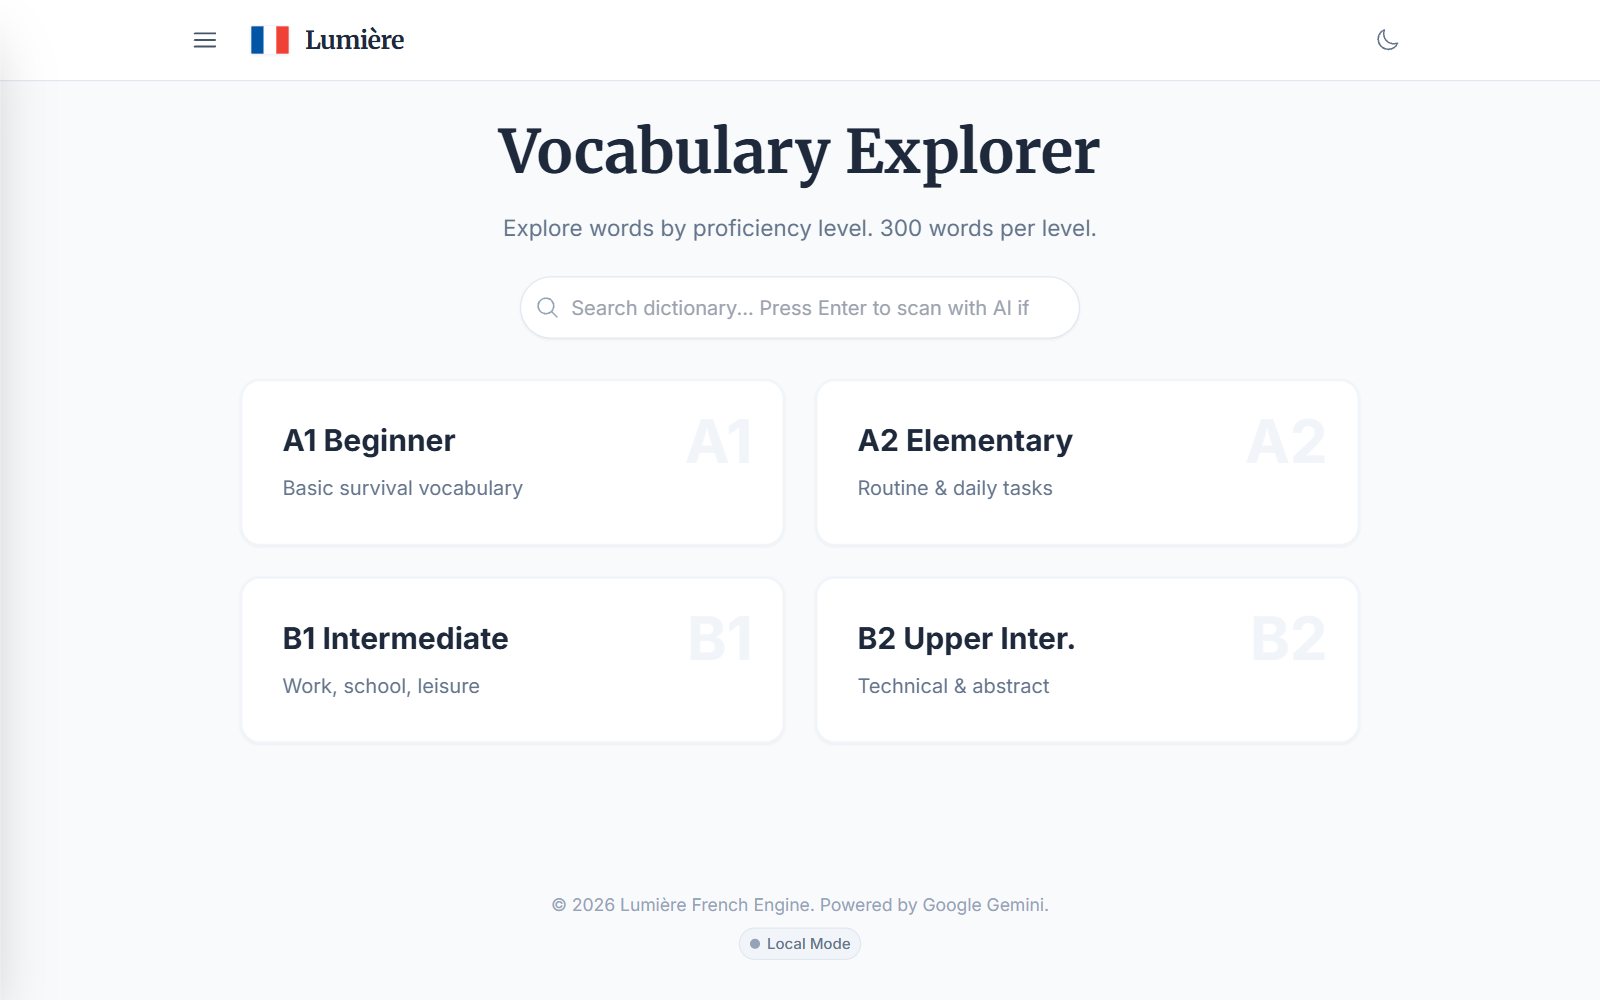 Lumière
Vocabulary Explorer
Explore words by proficiency level. 300 words per level.
Search dictionary... Press Enter to scan with AI if
A1 Beginner
A1
Basic survival vocabulary
A2 Elementary
A2
Routine & daily tasks
B1 Intermediate
B1
Work, school, leisure
B2 Upper Inter.
B2
Technical & abstract
© 2026 Lumière French Engine. Powered by Google Gemini.
Local Mode